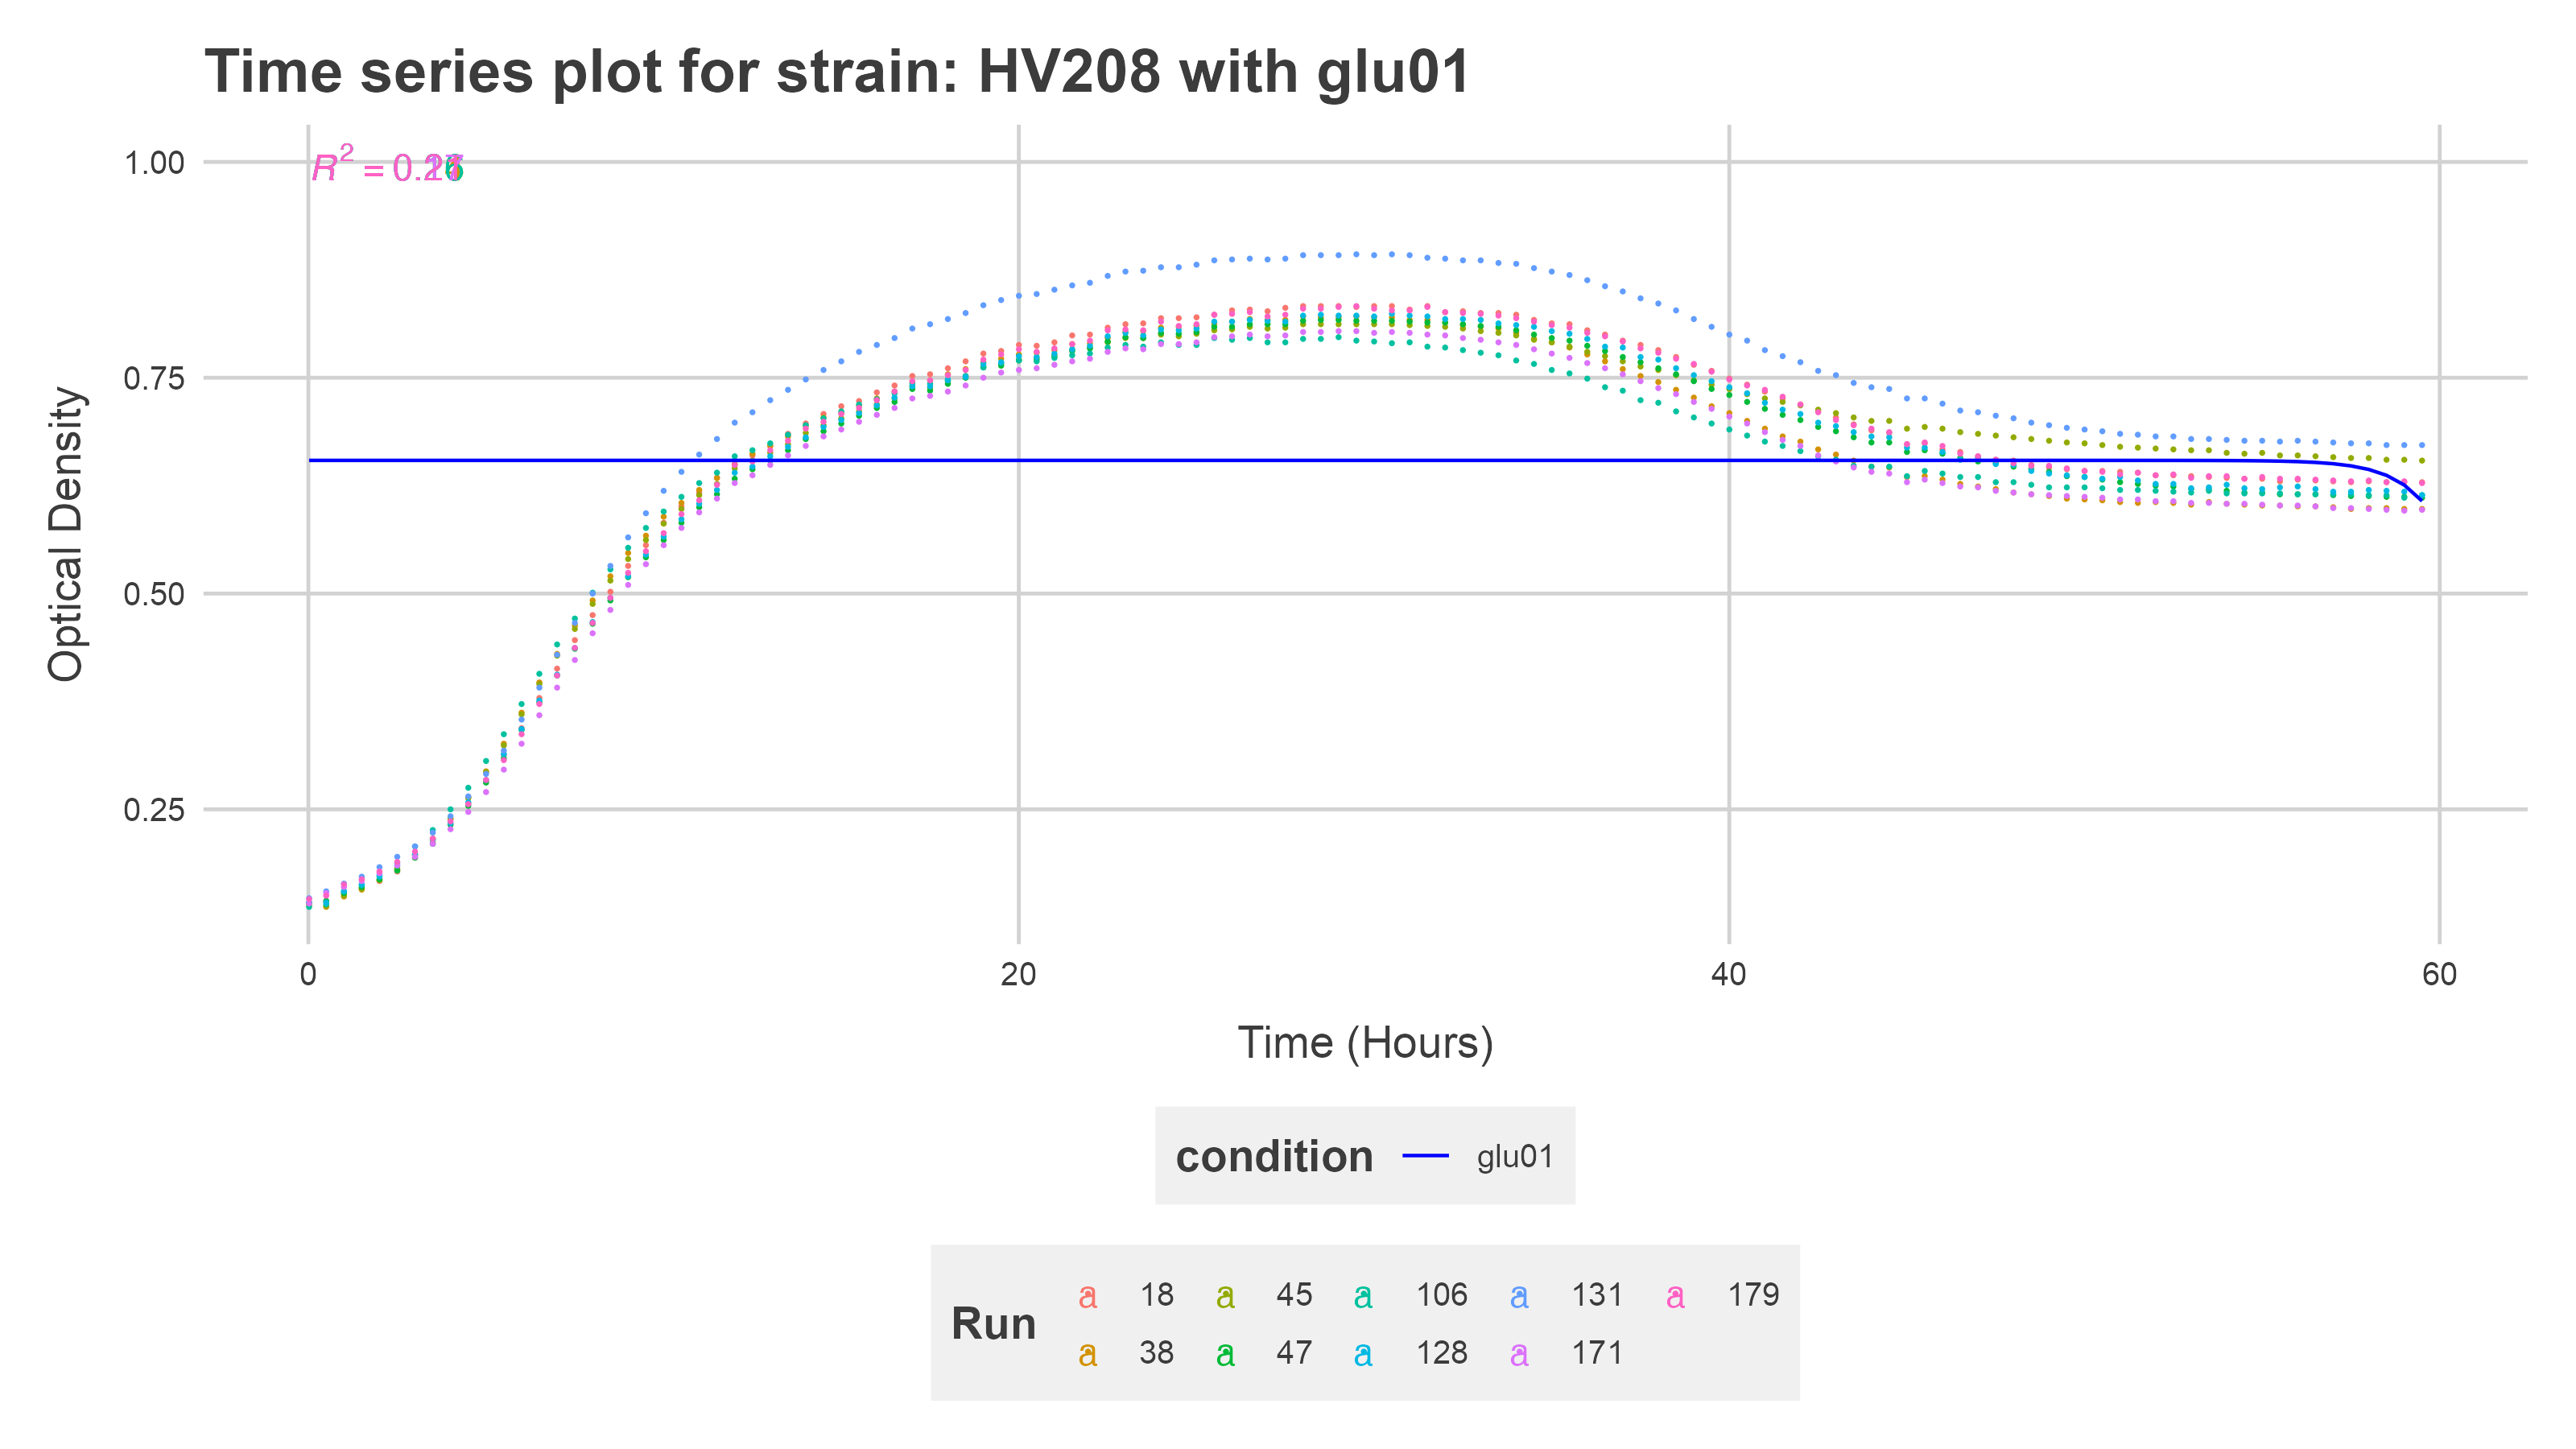 Time series plot for strain: HV208 with glu01
1.00
0.75
0.50
0.25
Optical Density
R² = 0.
0 20 40 60
Time (Hours)
condition glu01
Run
a 18 a 45 a 106 a 131 a 179
a 38 a 47 a 128 a 171